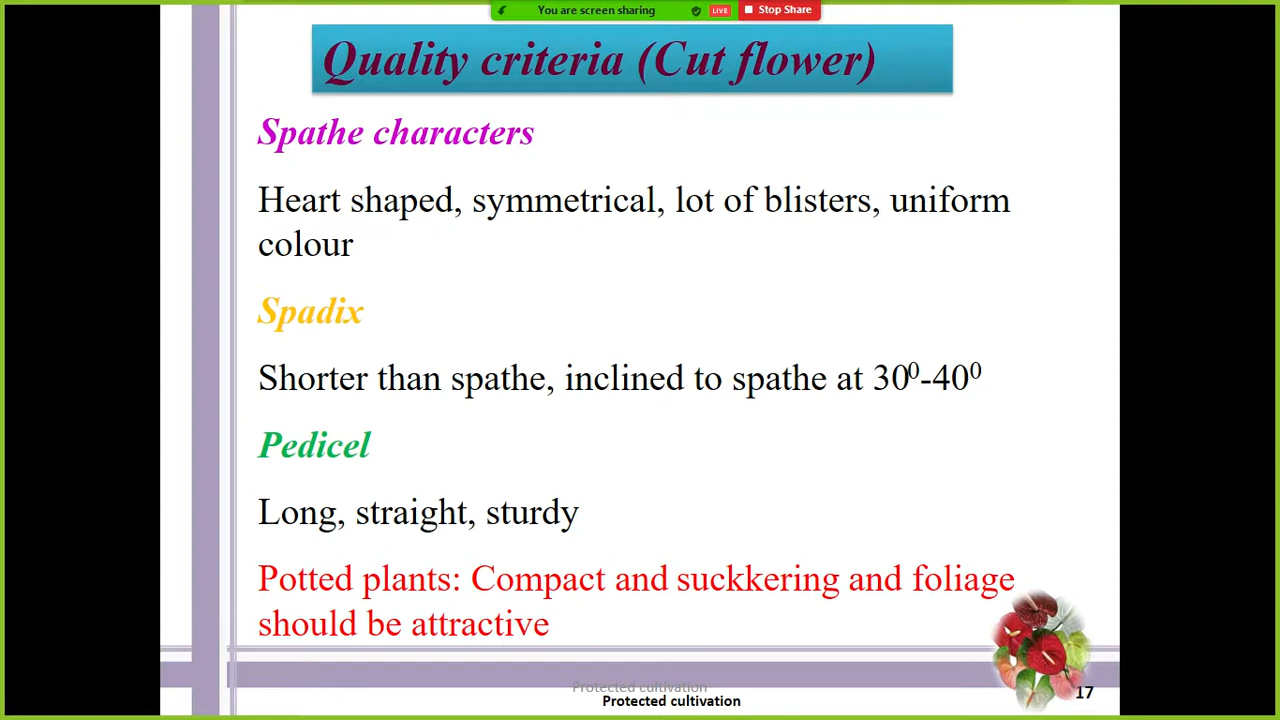 You are screen sharing LIVE Stop Share
Quality criteria (Cut flower)
Spathe characters
Heart shaped, symmetrical, lot of blisters, uniform
colour
Spadix
Shorter than spathe, inclined to spathe at 30⁰-40⁰
Pedicel
Long, straight, sturdy
Potted plants: Compact and suckkering and foliage
should be attractive
Protected cultivation
Protected cultivation
17